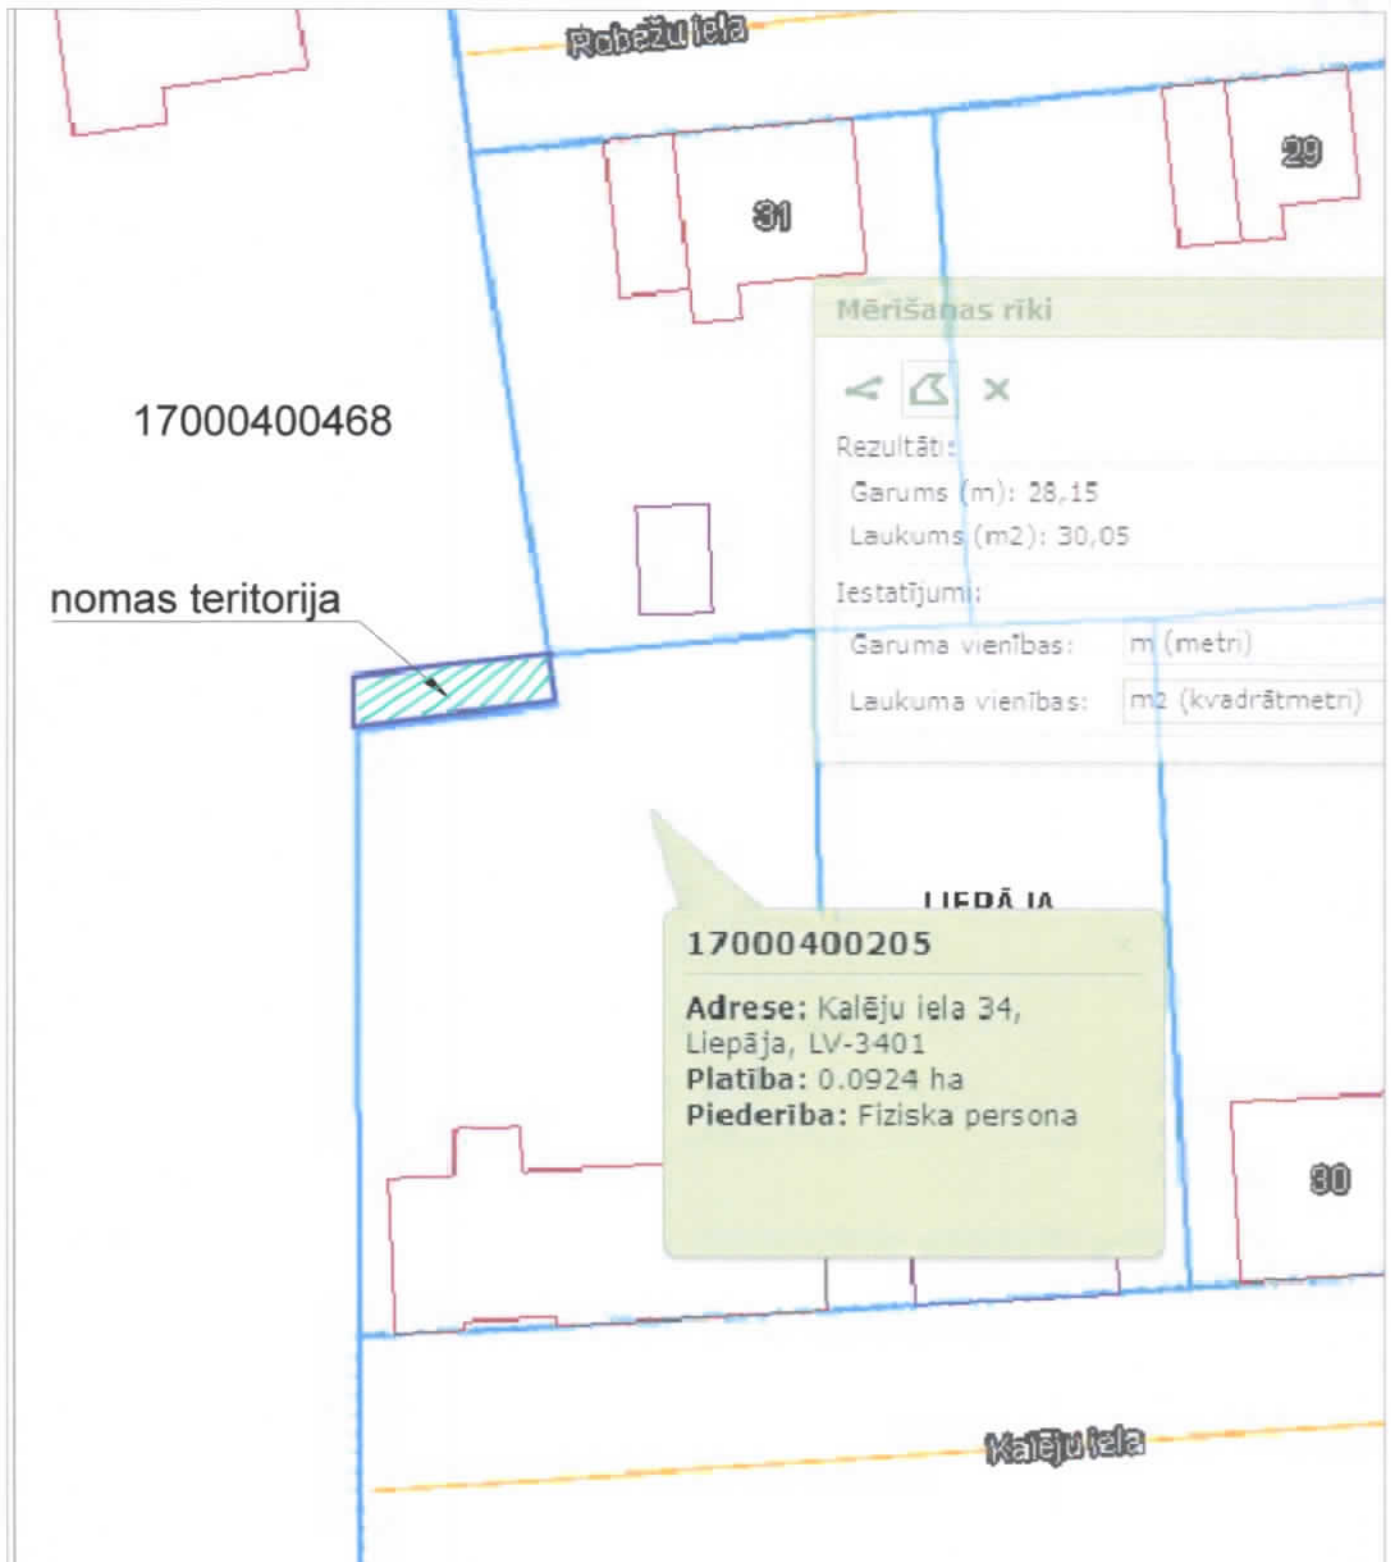 Robežu iela
29
31
Mērīšanas rīki
17000400468
Rezultāti:
Garums (m): 28,15
Laukums (m2): 30,05
Iestatījumi:
nomas teritorija
Garuma vienības: m (metri)
Laukuma vienības: m2 (kvadrātmetri)
LIEPĀJA
17000400205
Adrese: Kalēju iela 34,
Liepāja, LV-3401
Platība: 0.0924 ha
Piederība: Fiziska persona
30
Kalēju iela